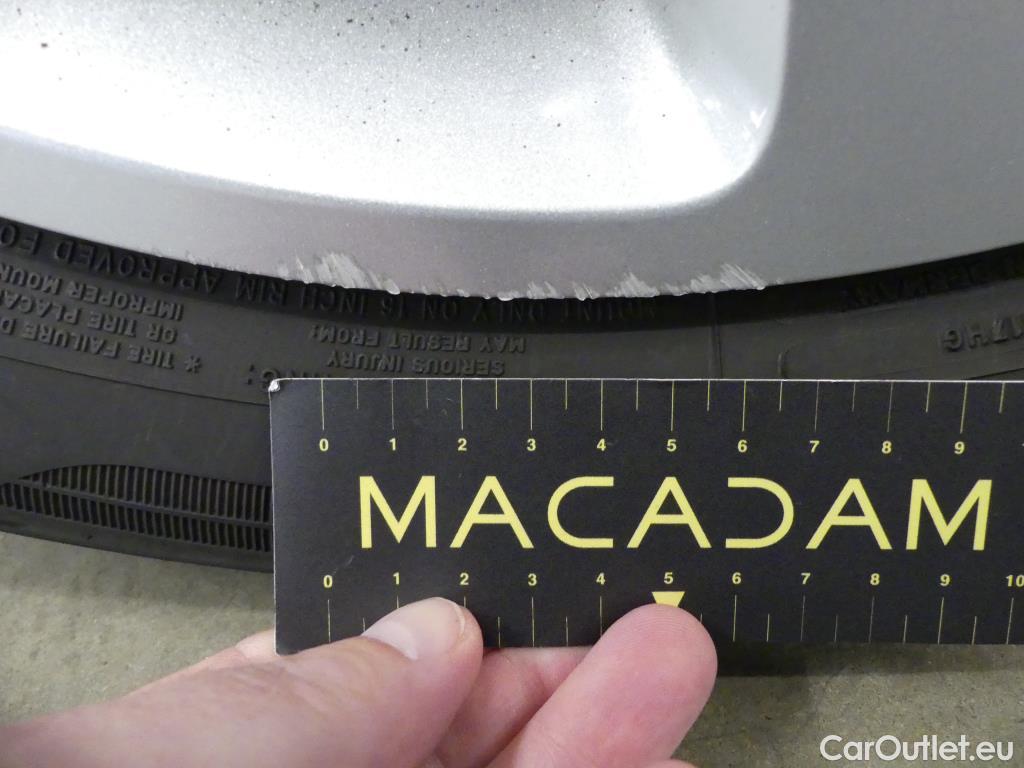 APPROVED FO
MOUNT ONLY ON 16 INCH RIM
IMPROPER MOUN
OR TIRE PLACA
* TIRE FAILURE D
MAY RESULT FROM:
SERIOUS INJURY
17HG
0 1 2 3 4 5 6 7 8 9
MACADAM
0 1 2 3 4 5 6 7 8 9 10
CarOutlet.eu